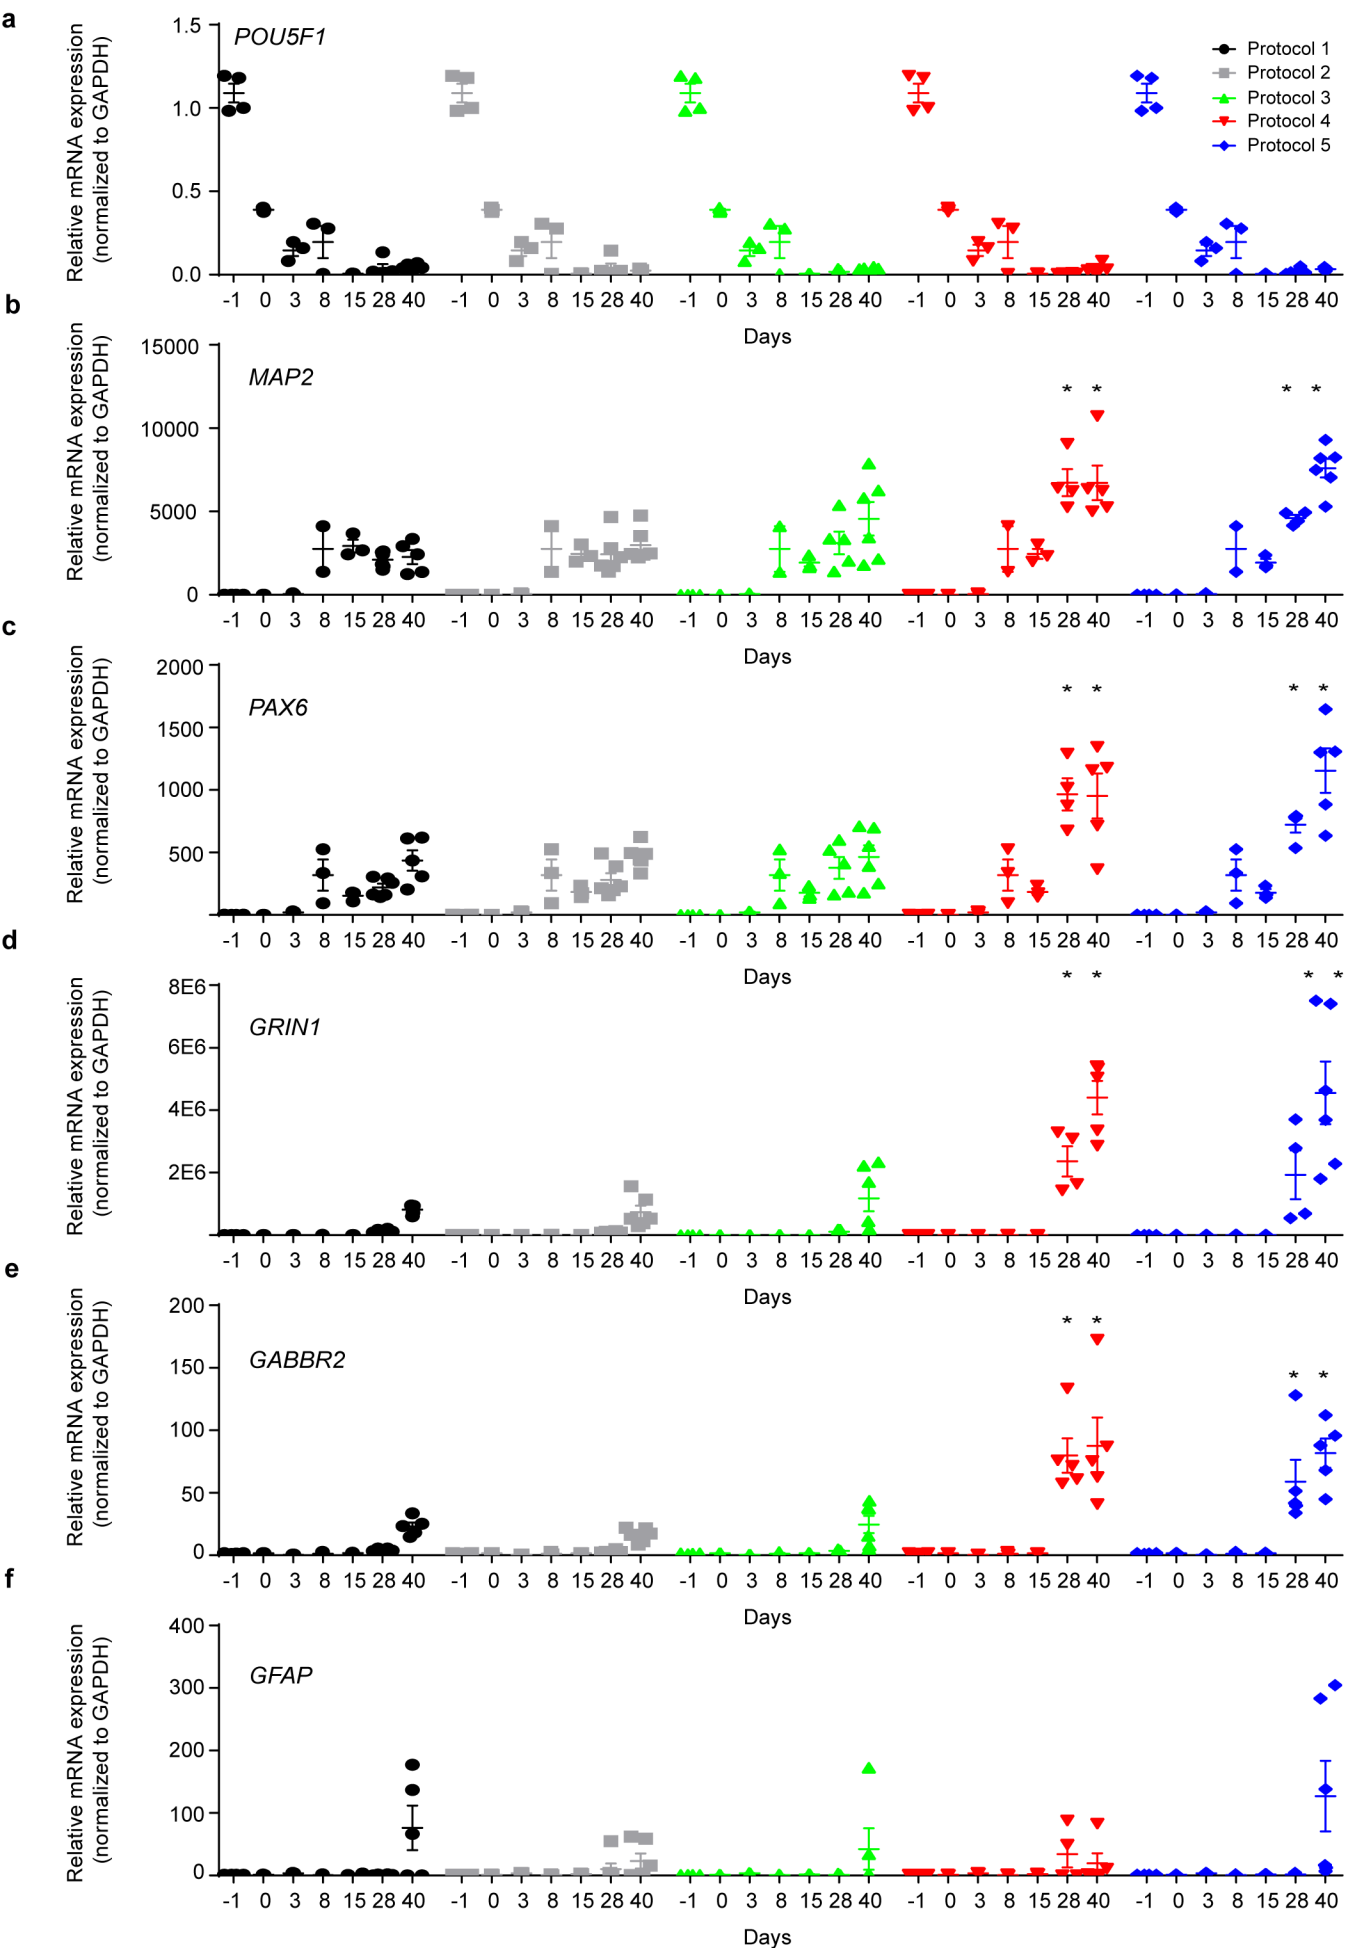 a
POU5F1
Relative mRNA expression
(normalized to GAPDH)
1.5
1.0
0.5
0.0
Protocol 1
Protocol 2
Protocol 3
Protocol 4
Protocol 5
-1 0 3 8 15 28 40 -1 0 3 8 15 28 40 -1 0 3 8 15 28 40 -1 0 3 8 15 28 40 -1 0 3 8 15 28 40
Days
b
MAP2
Relative mRNA expression
(normalized to GAPDH)
15000
10000
5000
0
* * * *
-1 0 3 8 15 28 40 -1 0 3 8 15 28 40 -1 0 3 8 15 28 40 -1 0 3 8 15 28 40 -1 0 3 8 15 28 40
Days
c
PAX6
Relative mRNA expression
(normalized to GAPDH)
2000
1500
1000
500
* * * *
-1 0 3 8 15 28 40 -1 0 3 8 15 28 40 -1 0 3 8 15 28 40 -1 0 3 8 15 28 40 -1 0 3 8 15 28 40
Days
d
GRIN1
Relative mRNA expression
(normalized to GAPDH)
8E6
6E6
4E6
2E6
* * * *
-1 0 3 8 15 28 40 -1 0 3 8 15 28 40 -1 0 3 8 15 28 40 -1 0 3 8 15 28 40 -1 0 3 8 15 28 40
Days
e
GABBR2
Relative mRNA expression
(normalized to GAPDH)
200
150
100
50
0
* * * *
-1 0 3 8 15 28 40 -1 0 3 8 15 28 40 -1 0 3 8 15 28 40 -1 0 3 8 15 28 40 -1 0 3 8 15 28 40
Days
f
GFAP
Relative mRNA expression
(normalized to GAPDH)
400
300
200
100
0
-1 0 3 8 15 28 40 -1 0 3 8 15 28 40 -1 0 3 8 15 28 40 -1 0 3 8 15 28 40 -1 0 3 8 15 28 40
Days